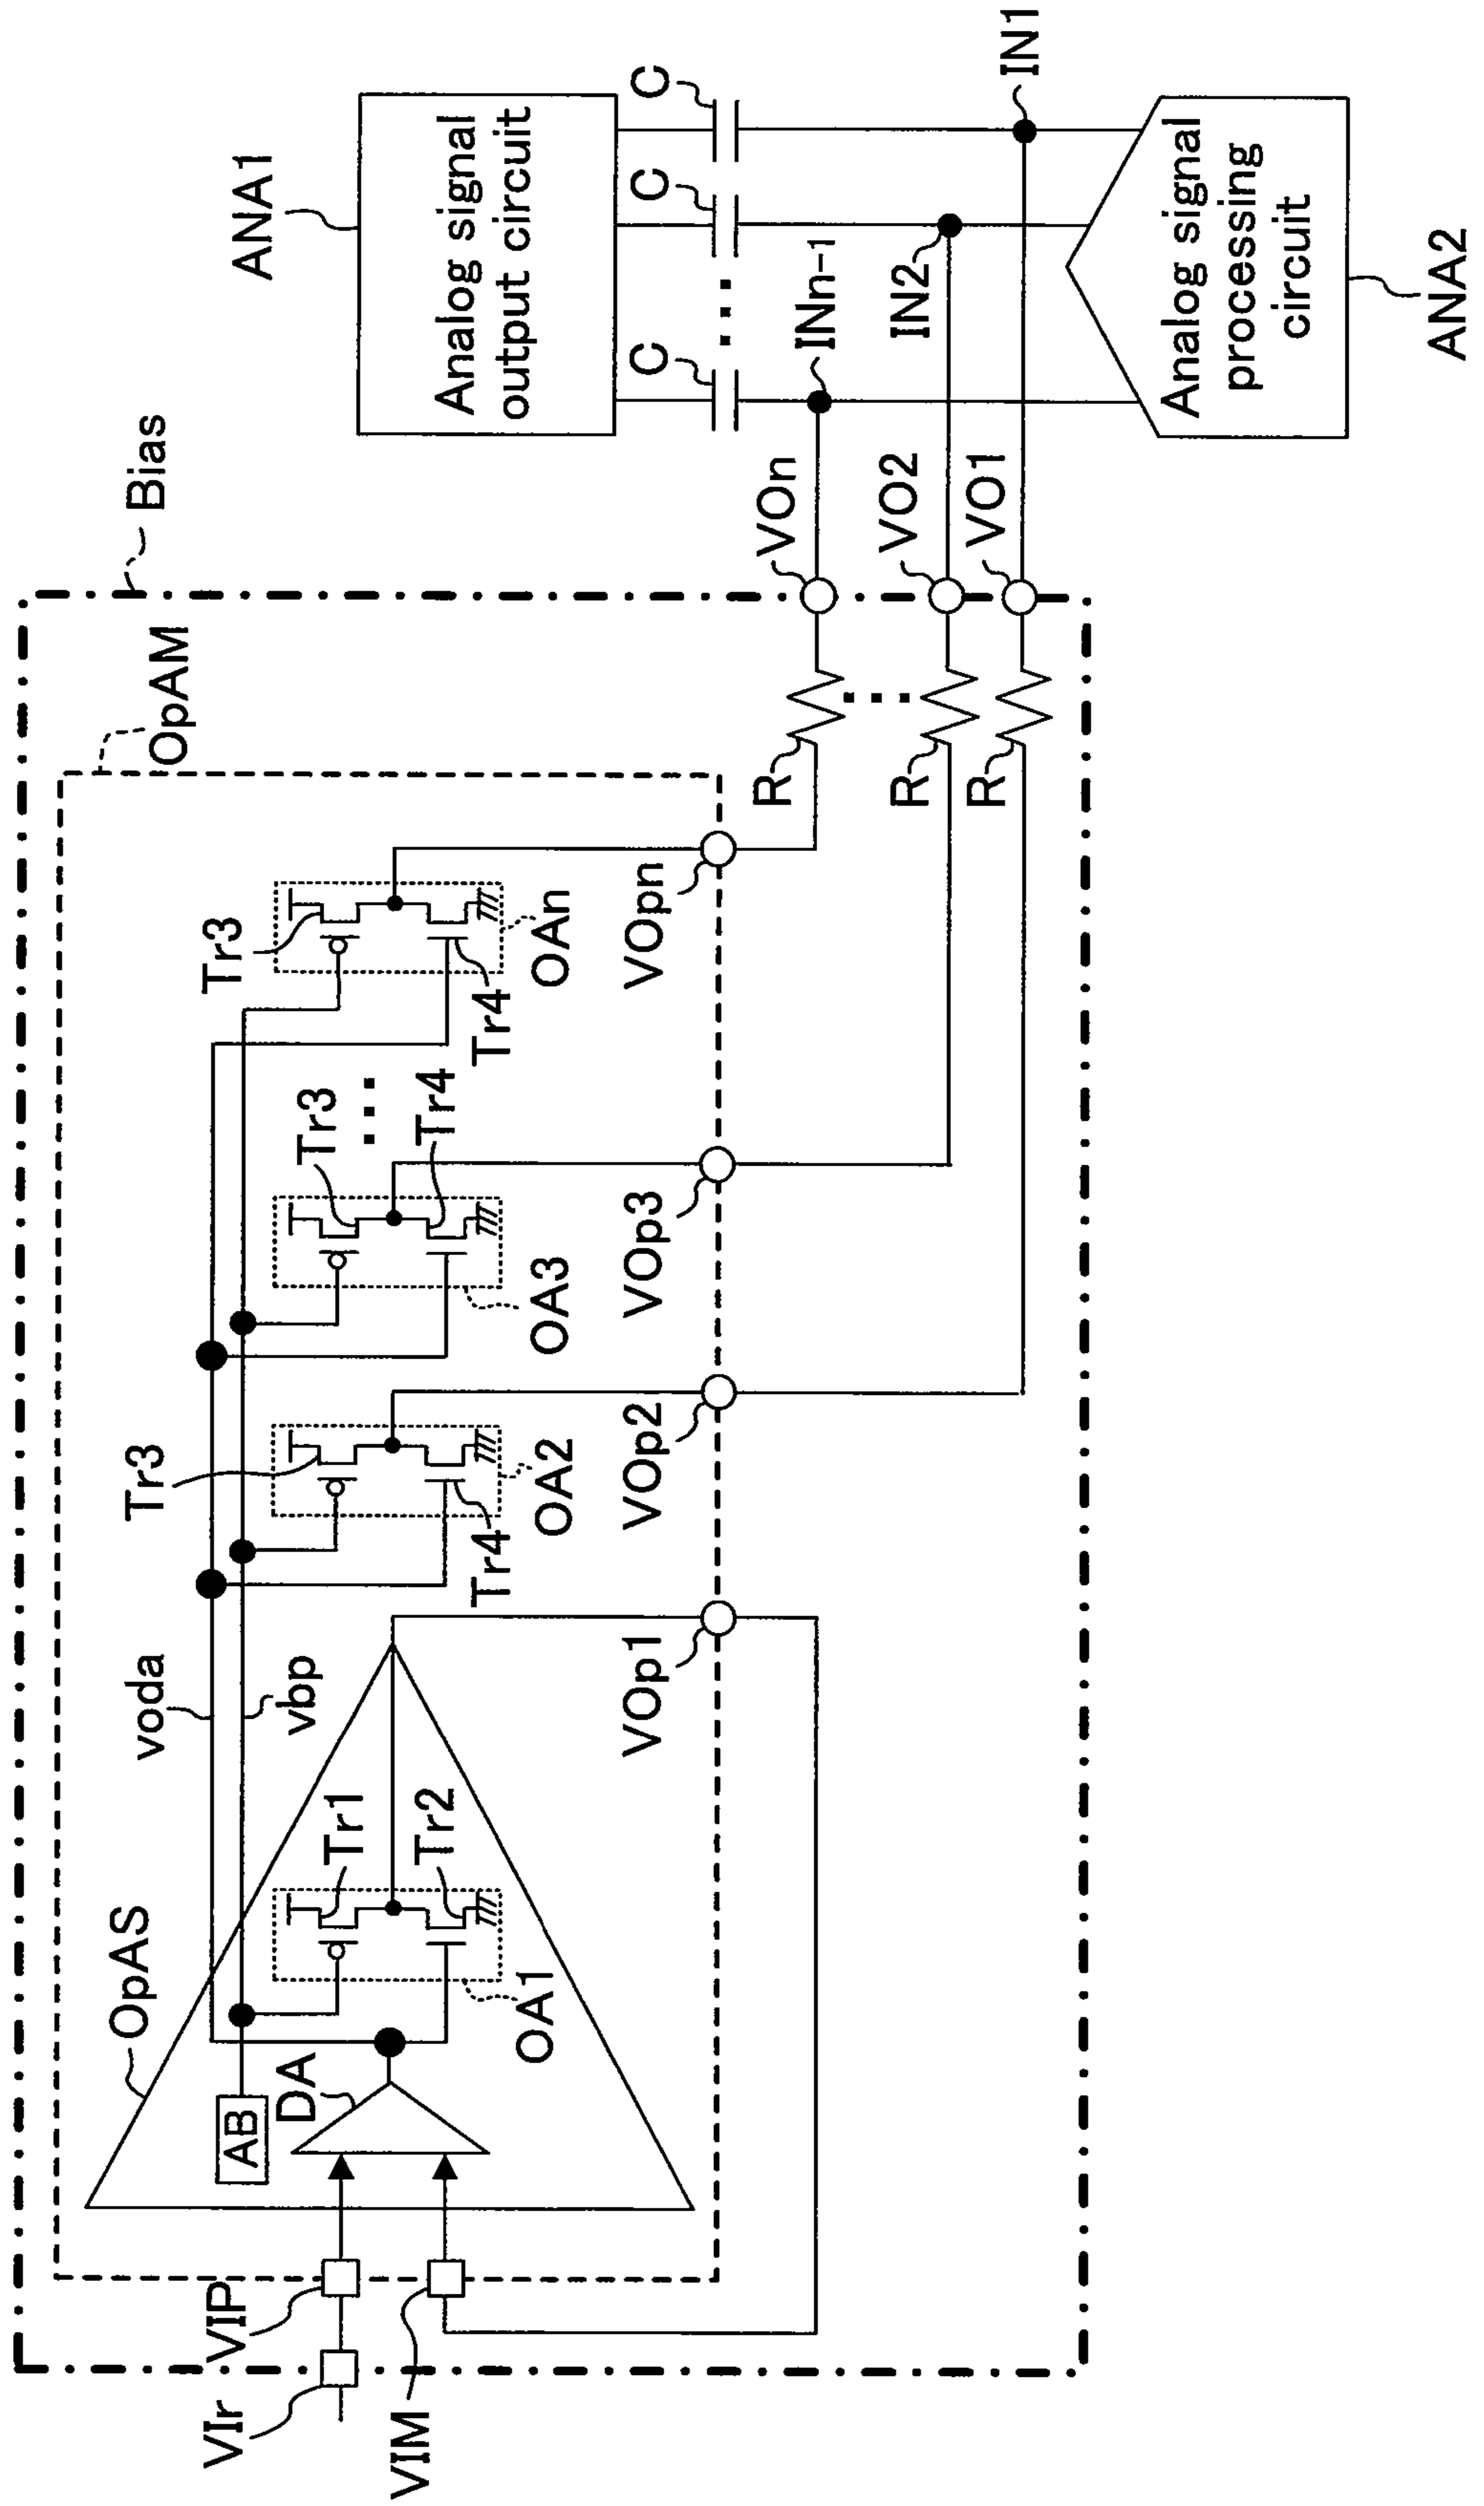 Bias
OpAM
OpAS
VIr
VIP
VIM
AB
DA
voda
vbp
Tr1
Tr2
OA1
Tr3
Tr4
OA2
Tr3
Tr4
OA3
Tr3
Tr4
OAn
VOp1
VOp2
VOp3
VOpn
R
R
R
VOn
VO2
VO1
ANA1
Analog signal
output circuit
C
C
C
INn-1
IN2
IN1
Analog signal
processing
circuit
ANA2